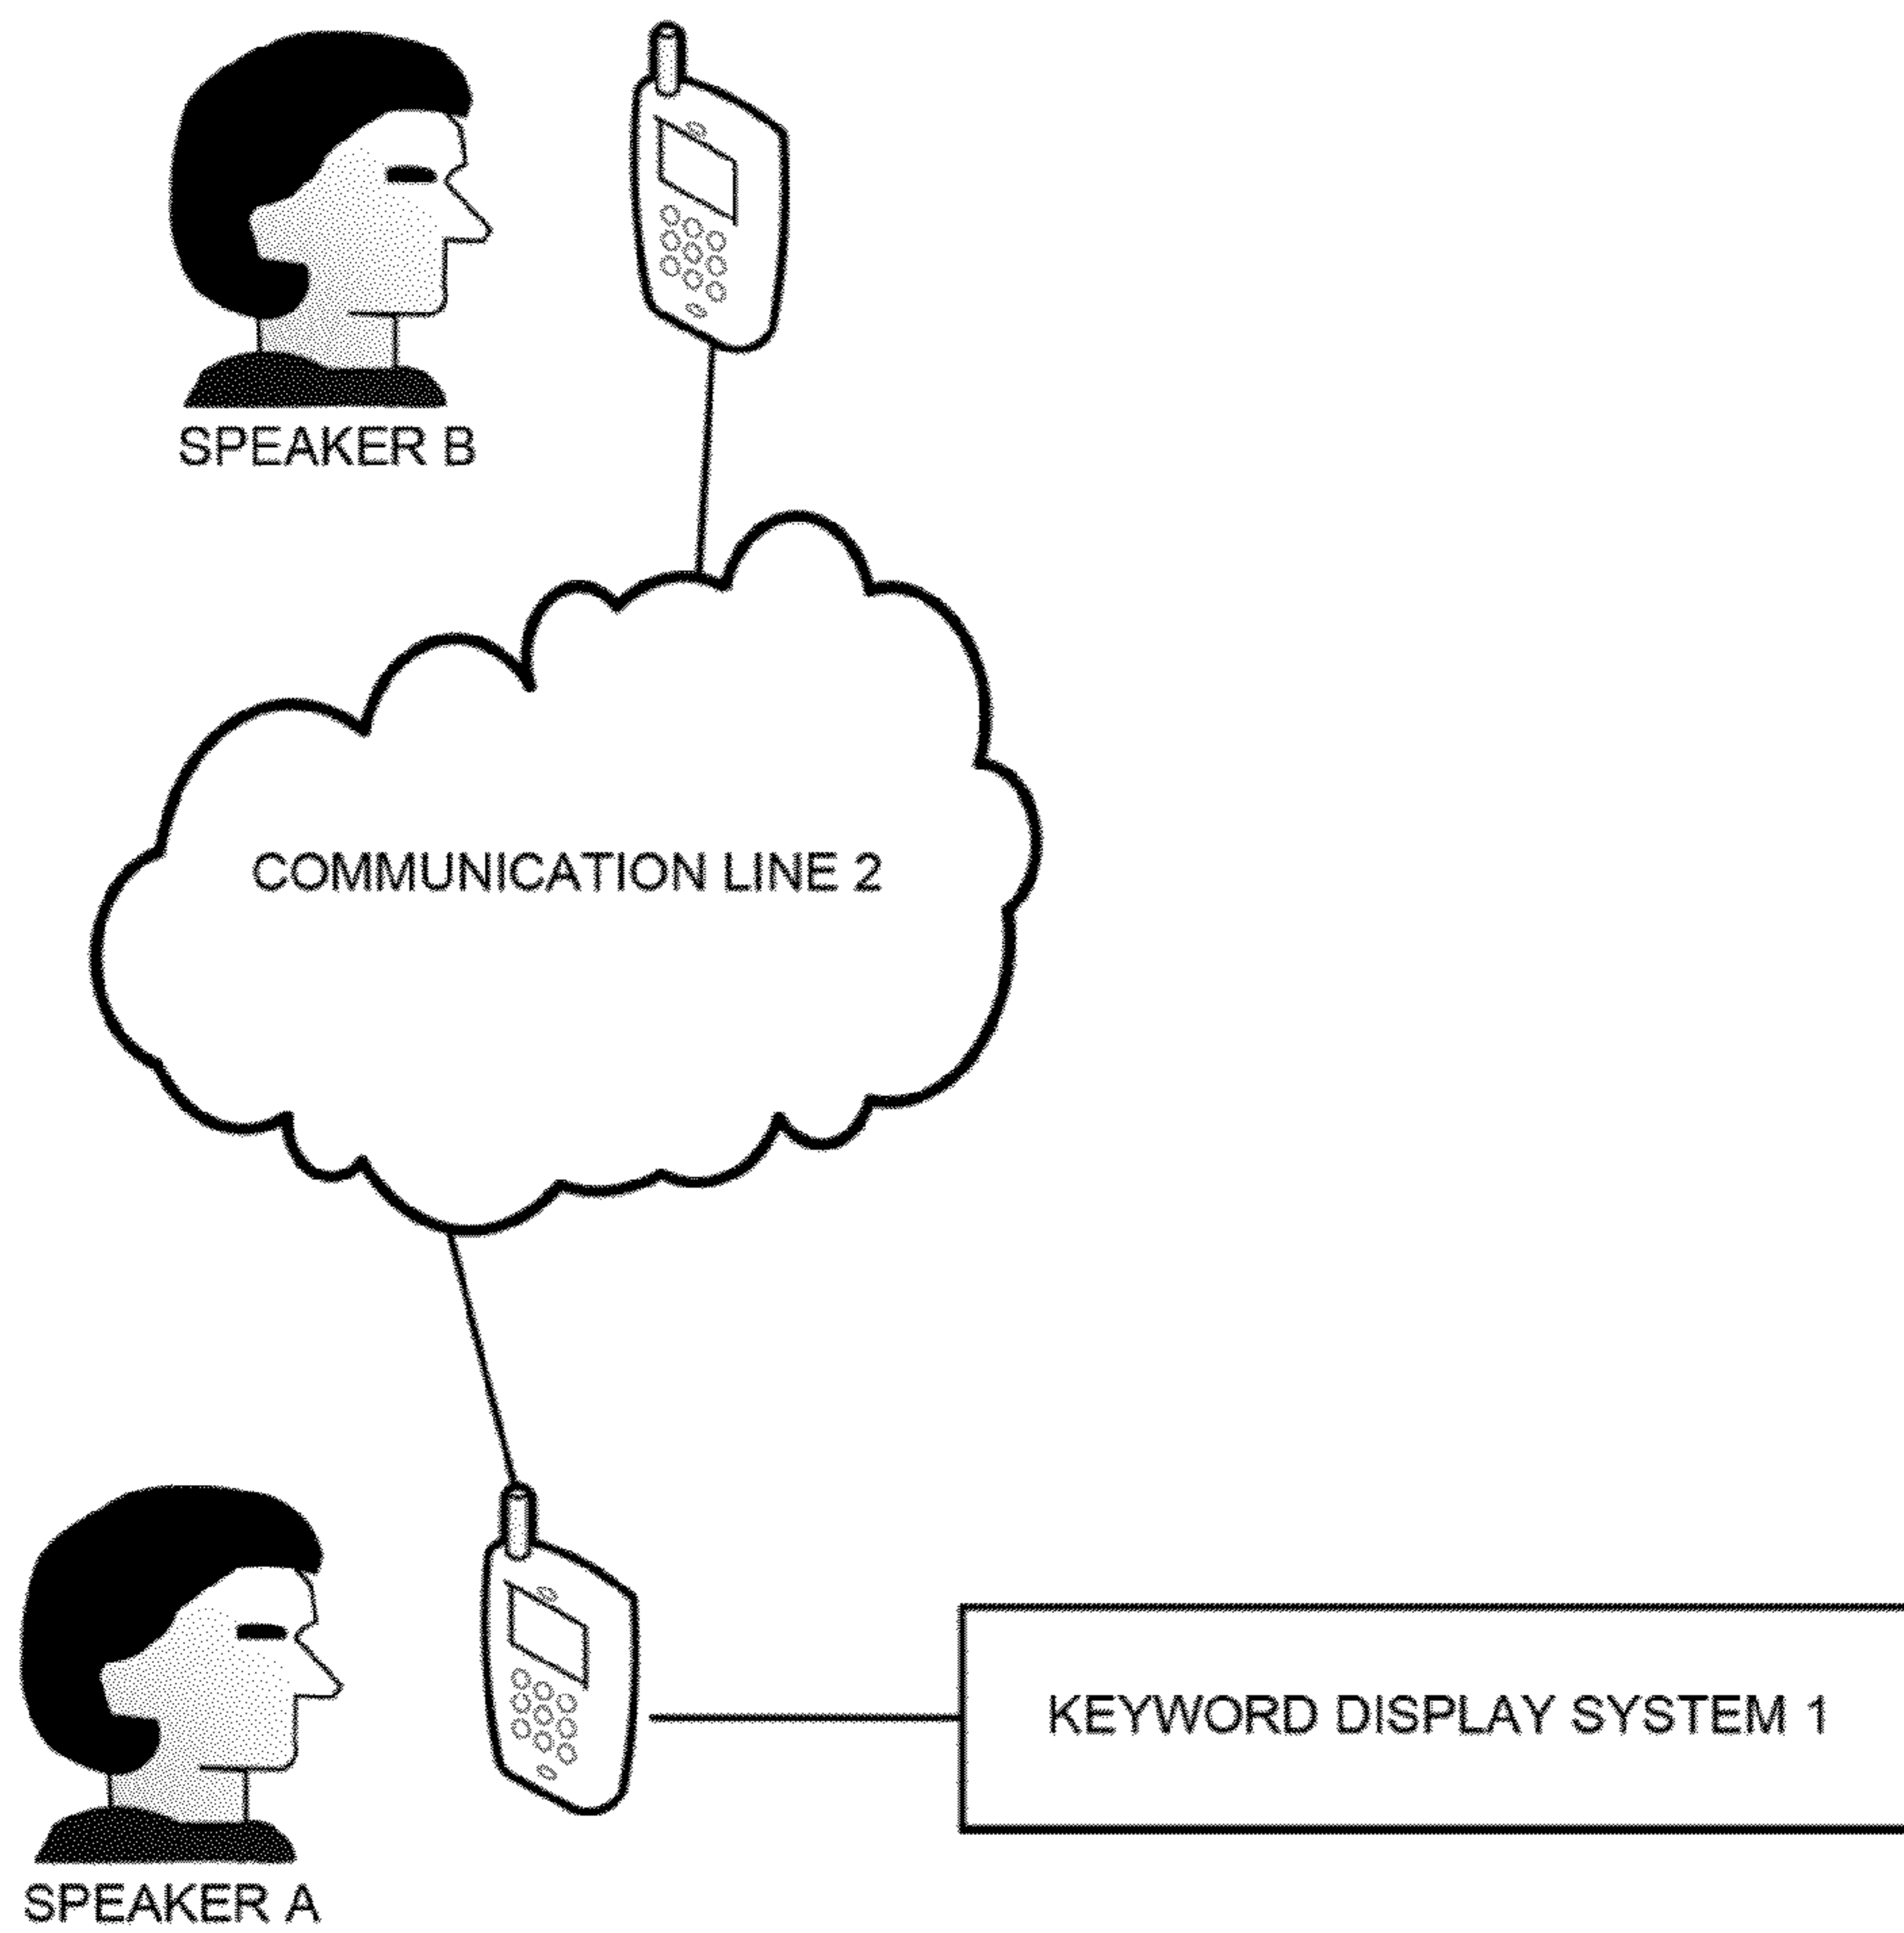 SPEAKER B
COMMUNICATION LINE 2
KEYWORD DISPLAY SYSTEM 1
SPEAKER A